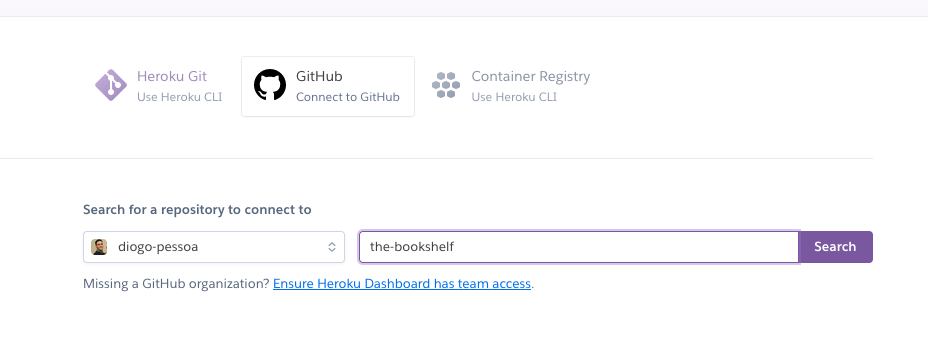 Heroku Git
Use Heroku CLI
GitHub
Connect to GitHub
Container Registry
Use Heroku CLI
Search for a repository to connect to
diogo-pessoa
the-bookshelf
Search
Missing a GitHub organization? Ensure Heroku Dashboard has team access.